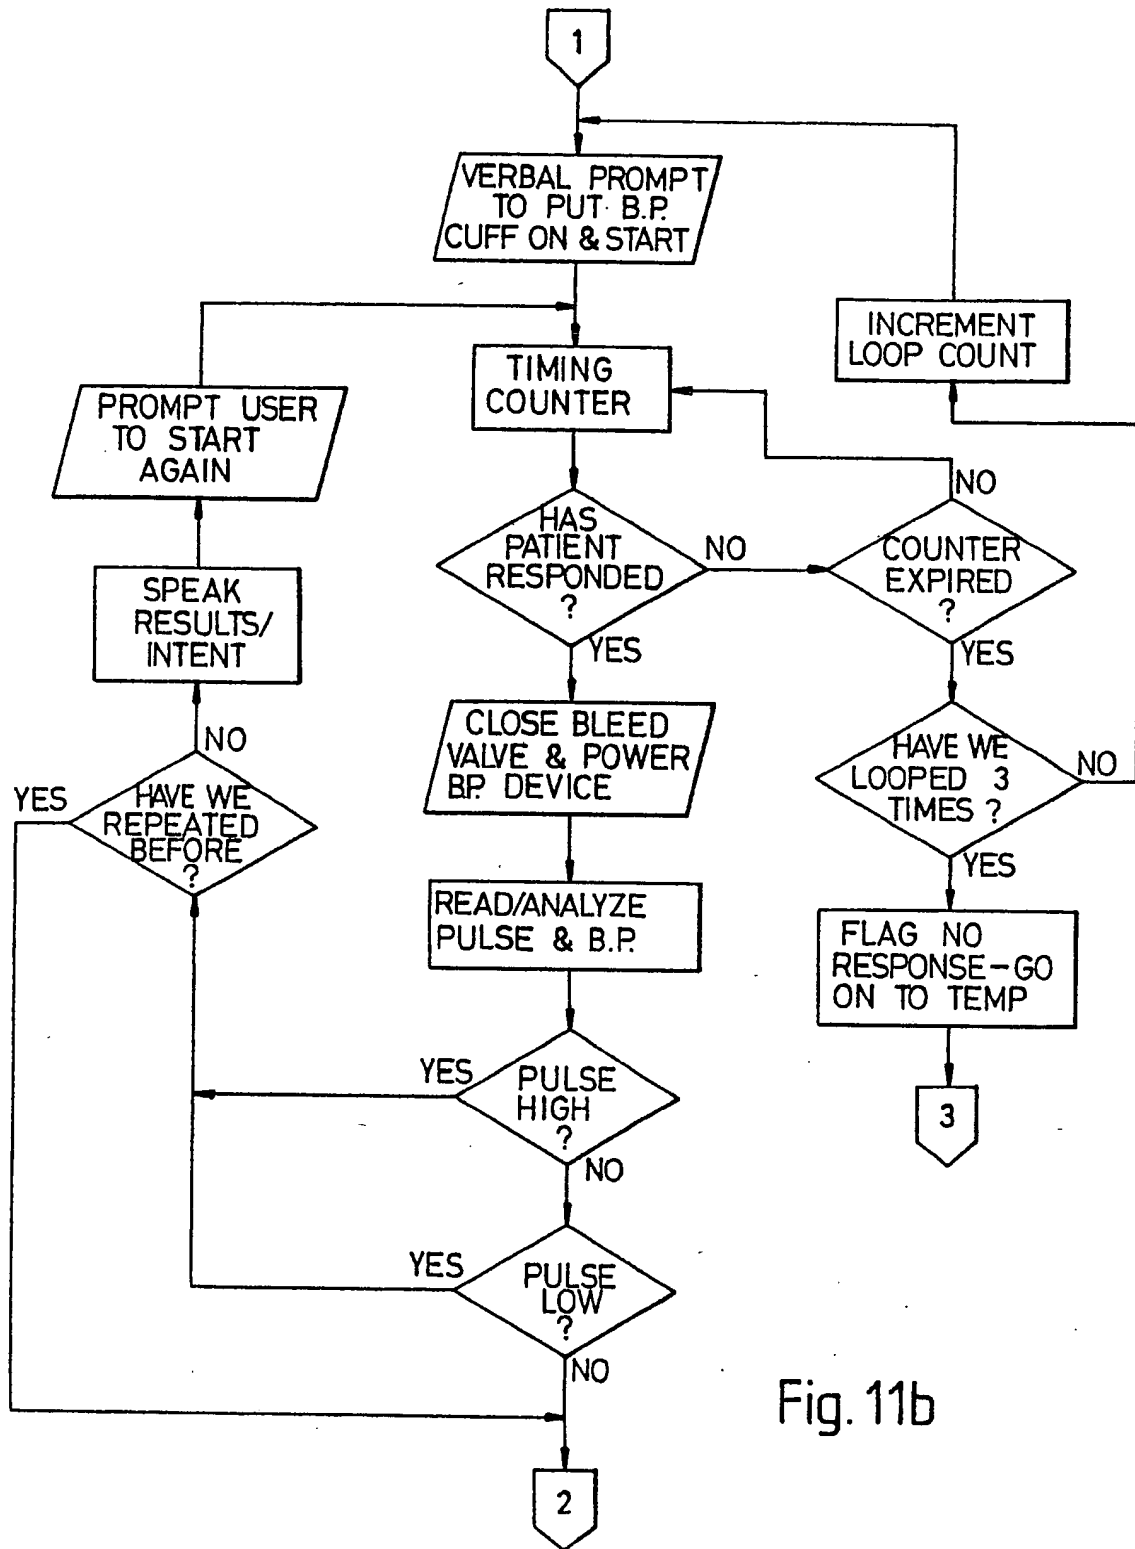 1
VERBAL PROMPT
TO PUT B.P.
CUFF ON & START
INCREMENT
LOOP COUNT
TIMING
COUNTER
PROMPT USER
TO START
AGAIN
NO
HAS
PATIENT
RESPONDED
?
NO
COUNTER
EXPIRED
?
YES
YES
SPEAK
RESULTS/
INTENT
NO
CLOSE BLEED
VALVE & POWER
B.P. DEVICE
HAVE WE
LOOPED 3
TIMES ?
NO
YES
YES
HAVE WE
REPEATED
BEFORE
?
READ/ANALYZE
PULSE & B.P.
FLAG NO
RESPONSE-GO
ON TO TEMP
3
YES
PULSE
HIGH
?
NO
YES
PULSE
LOW
?
NO
2
Fig. 11b